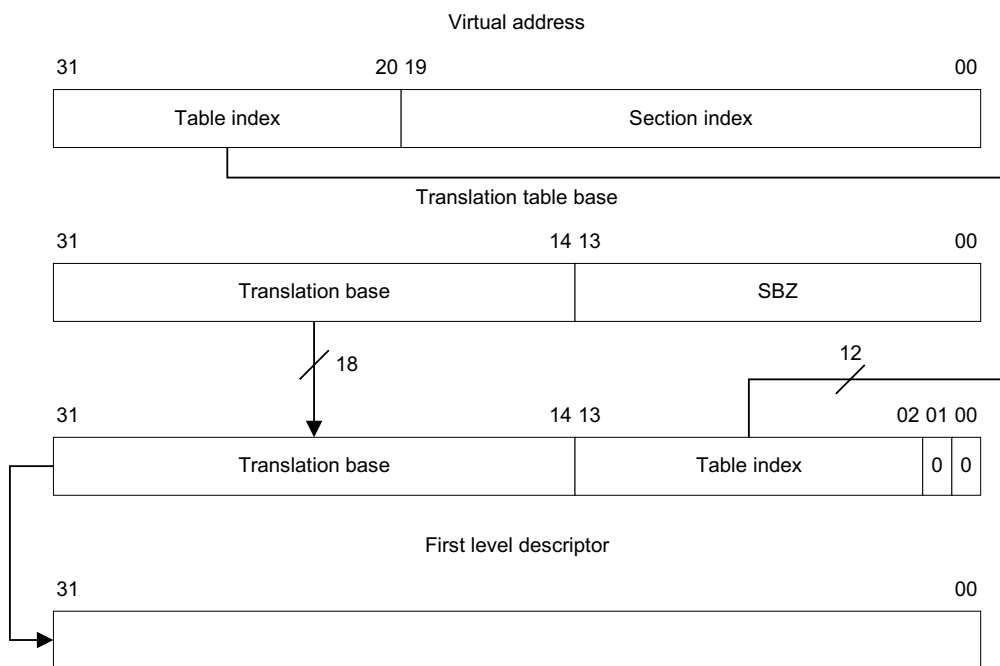 Virtual address
31 20 19 00
Table index Section index
Translation table base
31 14 13 00
Translation base SBZ
18 12
31 14 13 02 01 00
Translation base Table index 0 0
First level descriptor
31 00